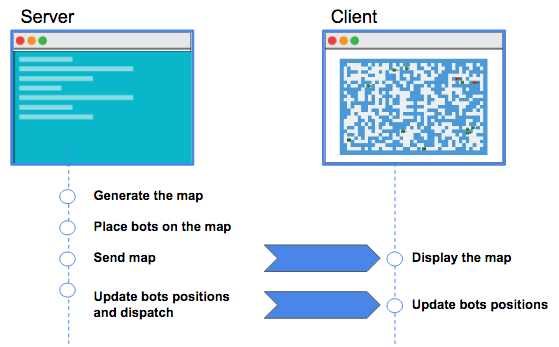 Server
Client
Generate the map
Place bots on the map
Send map
Display the map
Update bots positions
and dispatch
Update bots positions